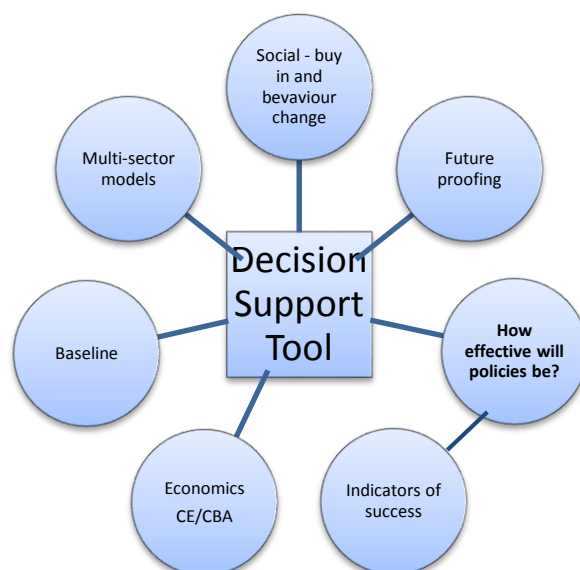 Social - buy
in and
bevaviour
change
Multi-sector
models
Future
proofing
Decision
Support
Tool
Baseline
How
effective will
policies be?
Economics
CE/CBA
Indicators of
success